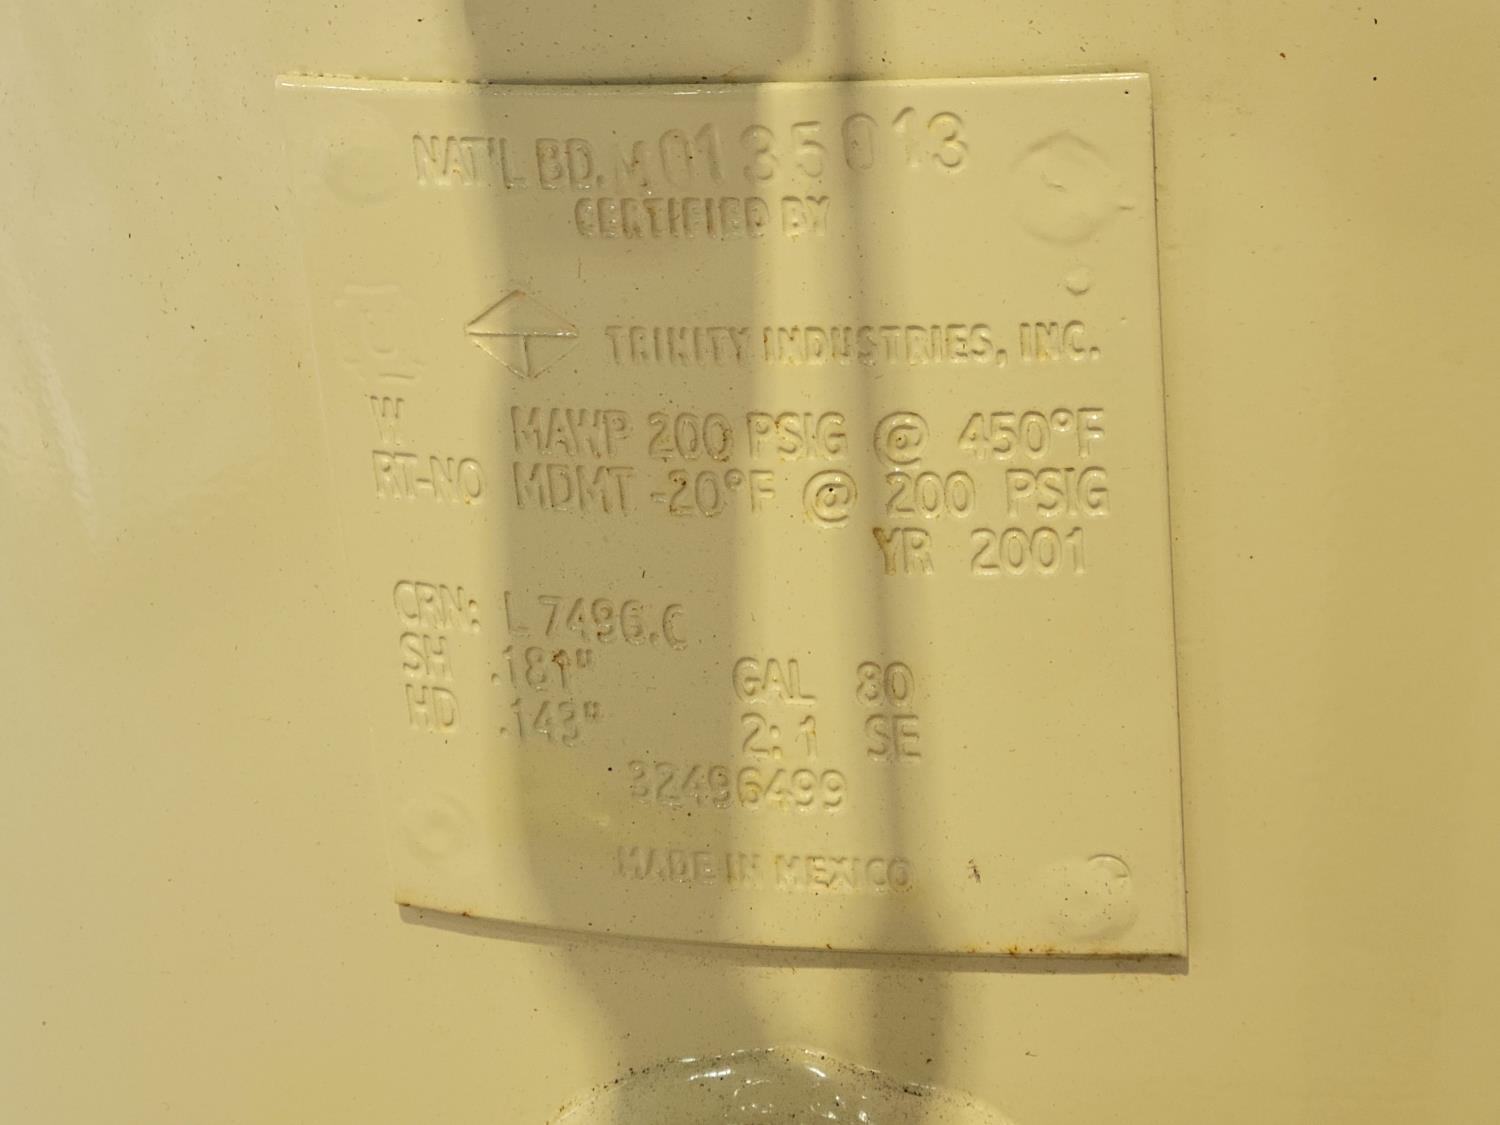 NAT'L BD. M0135013
CERTIFIED BY
U
T
TRINITY INDUSTRIES, INC.
W MAWP 200 PSIG @ 450°F
RT-NO MDMT -20°F @ 200 PSIG
YR 2001
CRN: L7496.C
SH .181"
HD .143"
GAL 80
2:1 SE
32496499
MADE IN MEXICO